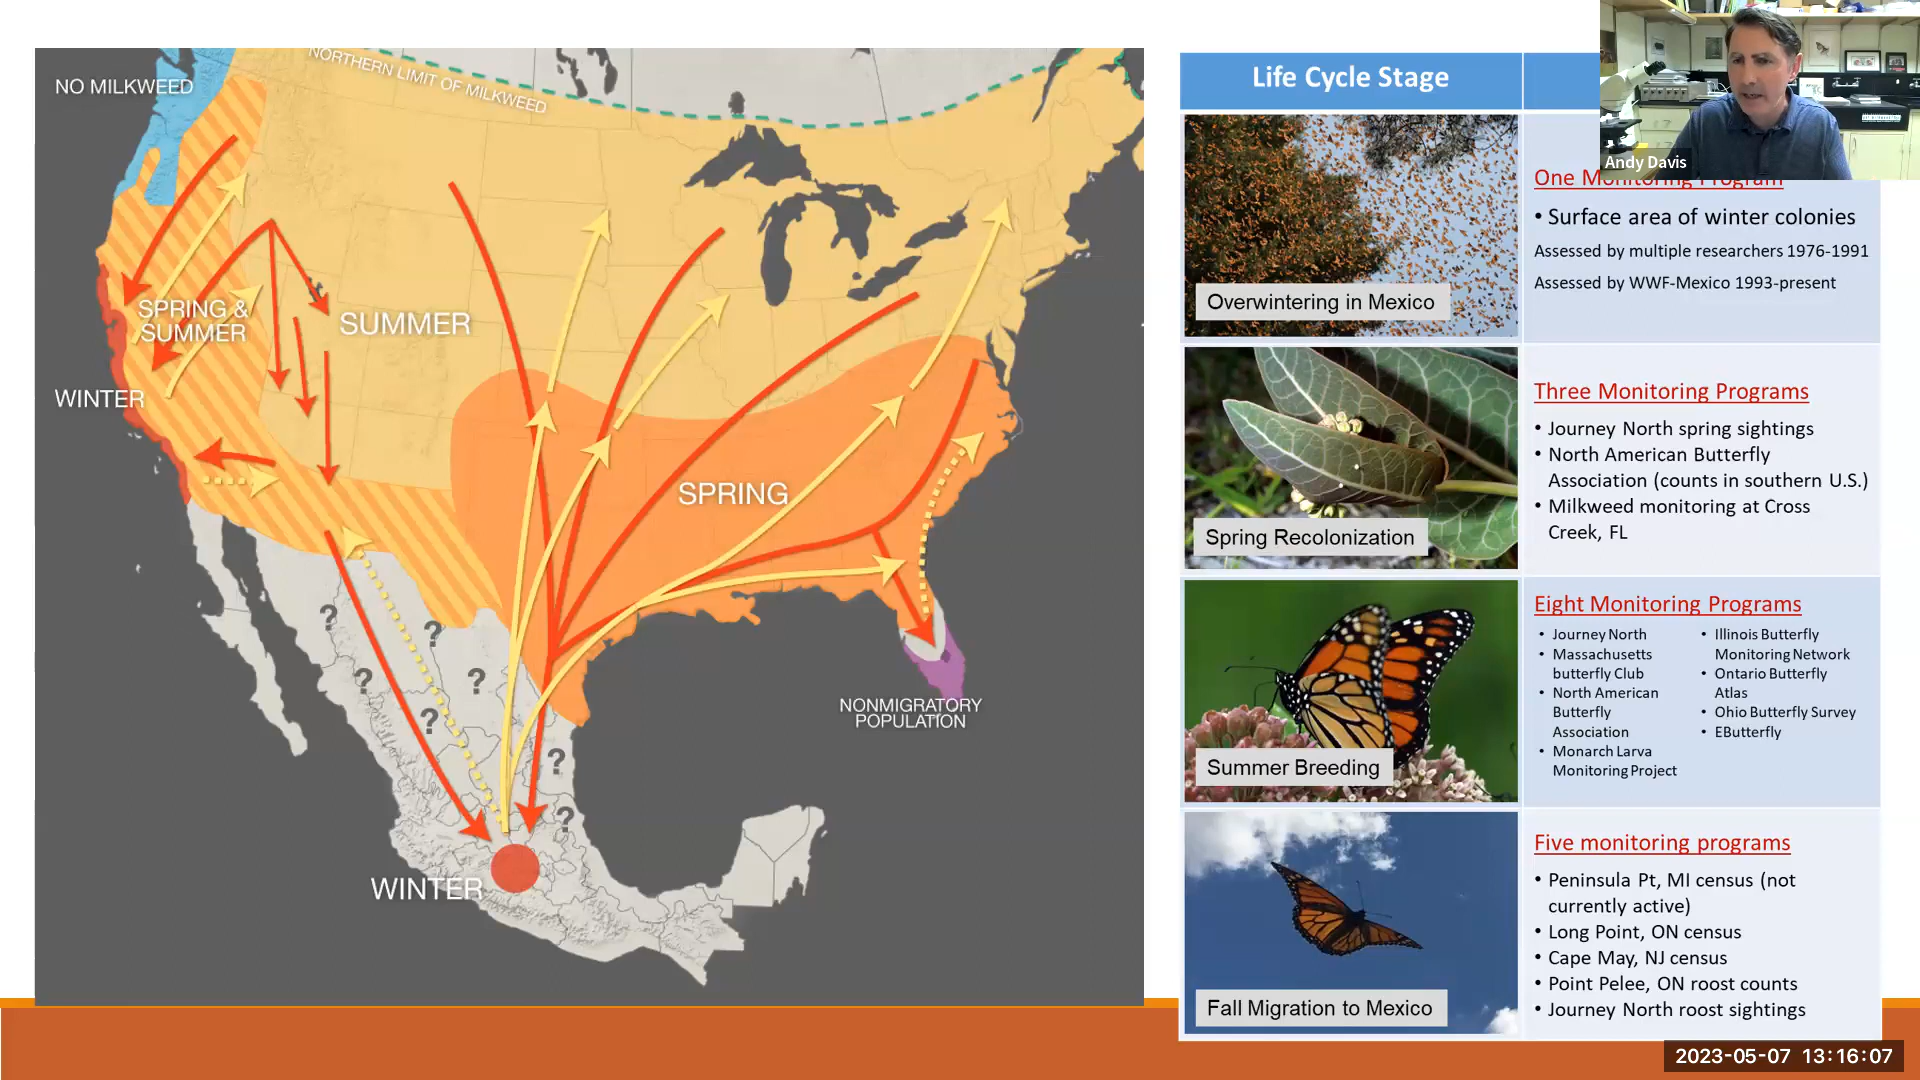 NO MILKWEED
NORTHERN LIMIT OF MILKWEED
SPRING &
SUMMER
SUMMER
WINTER
SPRING
NONMIGRATORY
POPULATION
?
?
?
?
?
?
?
WINTER
Life Cycle Stage
Andy Davis
Overwintering in Mexico
One Monitoring Program
• Surface area of winter colonies
Assessed by multiple researchers 1976-1991
Assessed by WWF-Mexico 1993-present
Spring Recolonization
Three Monitoring Programs
• Journey North spring sightings
• North American Butterfly
Association (counts in southern U.S.)
• Milkweed monitoring at Cross
Creek, FL
Summer Breeding
Eight Monitoring Programs
• Journey North
• Massachusetts
butterfly Club
• North American
Butterfly
Association
• Monarch Larva
Monitoring Project
• Illinois Butterfly
Monitoring Network
• Ontario Butterfly
Atlas
• Ohio Butterfly Survey
• EButterfly
Fall Migration to Mexico
Five monitoring programs
• Peninsula Pt, MI census (not
currently active)
• Long Point, ON census
• Cape May, NJ census
• Point Pelee, ON roost counts
• Journey North roost sightings
2023-05-07 13:16:07